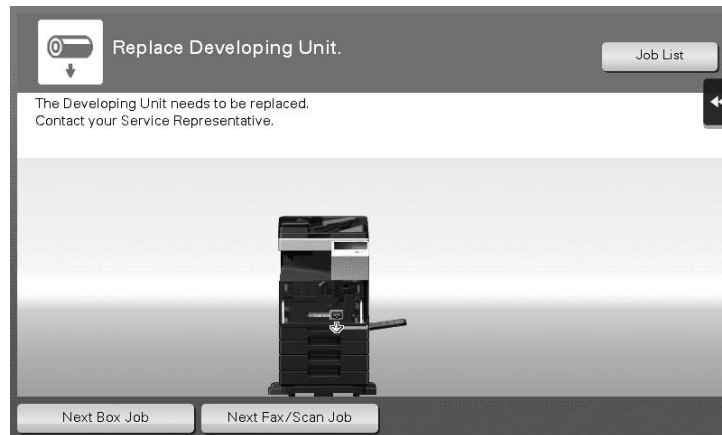 Replace Developing Unit.
Job List
The Developing Unit needs to be replaced.
Contact your Service Representative.
Next Box Job
Next Fax/Scan Job